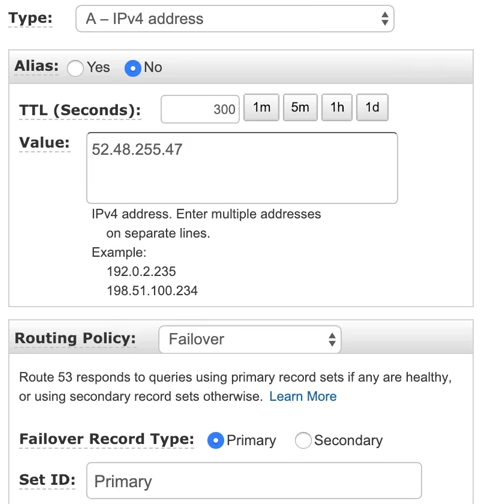 Type: A – IPv4 address
Alias: Yes No
TTL (Seconds): 300 1m 5m 1h 1d
Value: 52.48.255.47
IPv4 address. Enter multiple addresses
on separate lines.
Example:
192.0.2.235
198.51.100.234
Routing Policy: Failover
Route 53 responds to queries using primary record sets if any are healthy,
or using secondary record sets otherwise. Learn More
Failover Record Type: Primary Secondary
Set ID: Primary